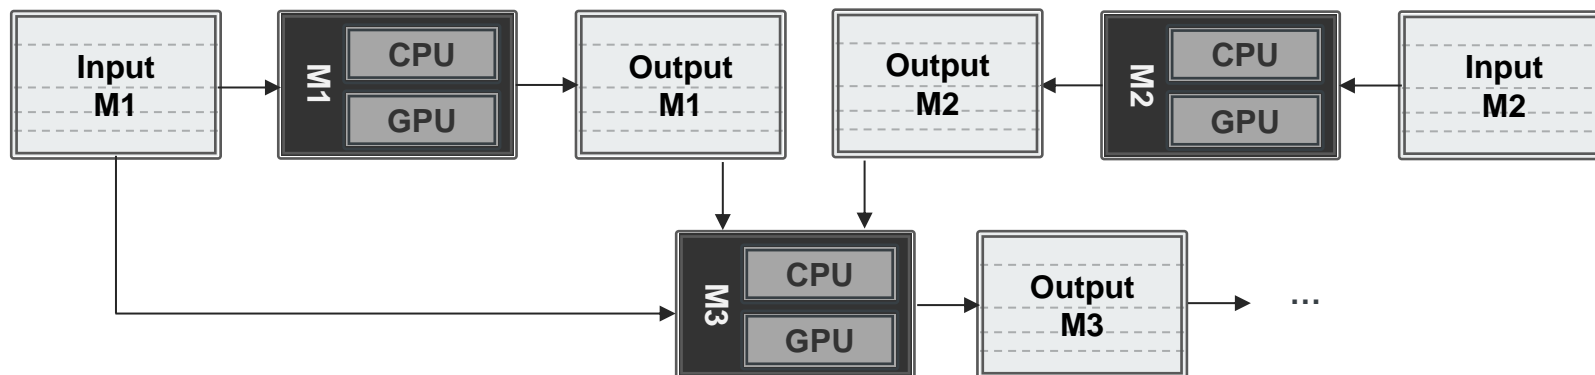 Input
M1
M1
CPU
GPU
Output
M1
Output
M2
M2
CPU
GPU
Input
M2
M3
CPU
GPU
Output
M3
...